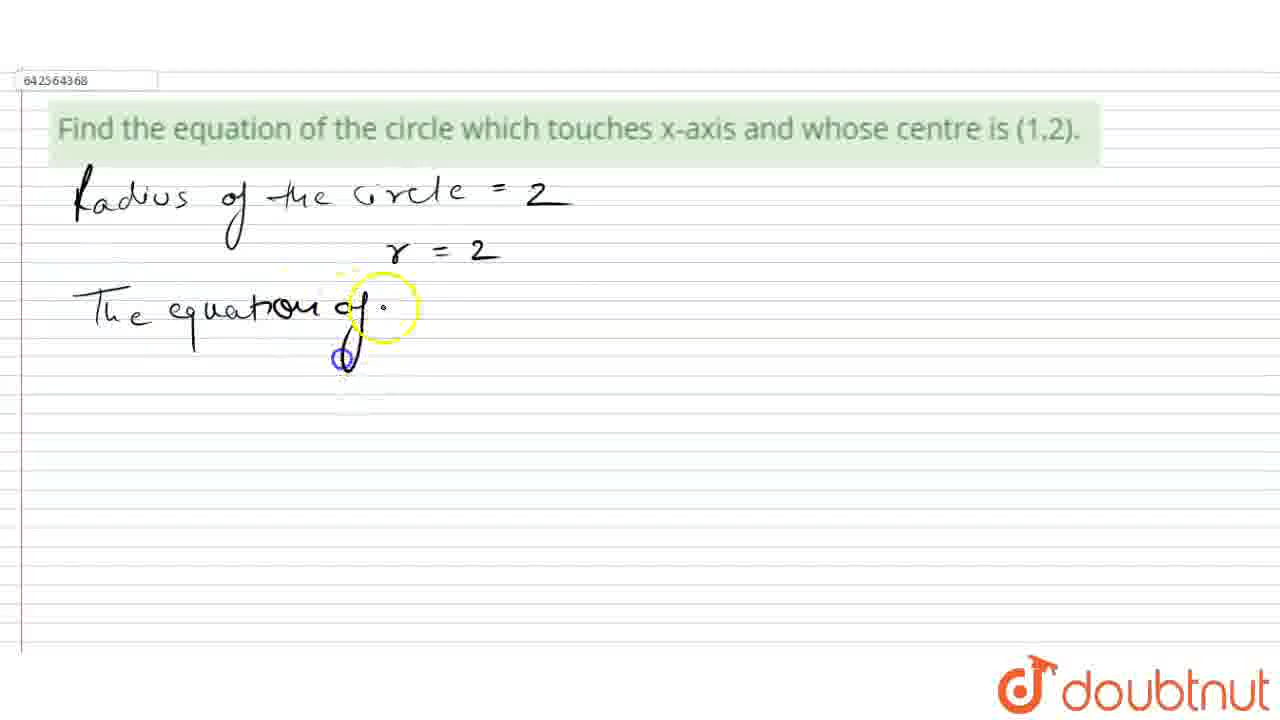 642564368
Find the equation of the circle which touches x-axis and whose centre is (1,2).
Radius of the circle = 2
r = 2
The equation of
doubtnut